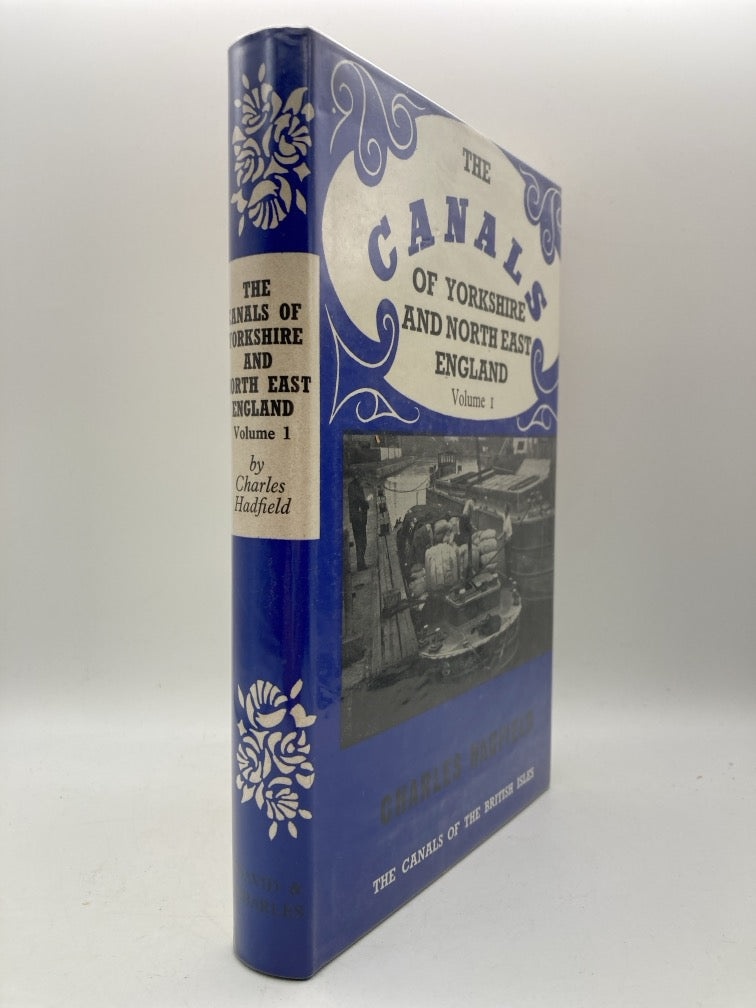 THE
CANALS OF
YORKSHIRE
AND
NORTH EAST
ENGLAND
Volume 1
by
Charles
Hadfield
DAVID &
CHARLES
THE
CANALS
OF YORKSHIRE
AND NORTH EAST
ENGLAND
Volume 1
CHARLES HADFIELD
THE CANALS OF THE BRITISH ISLES